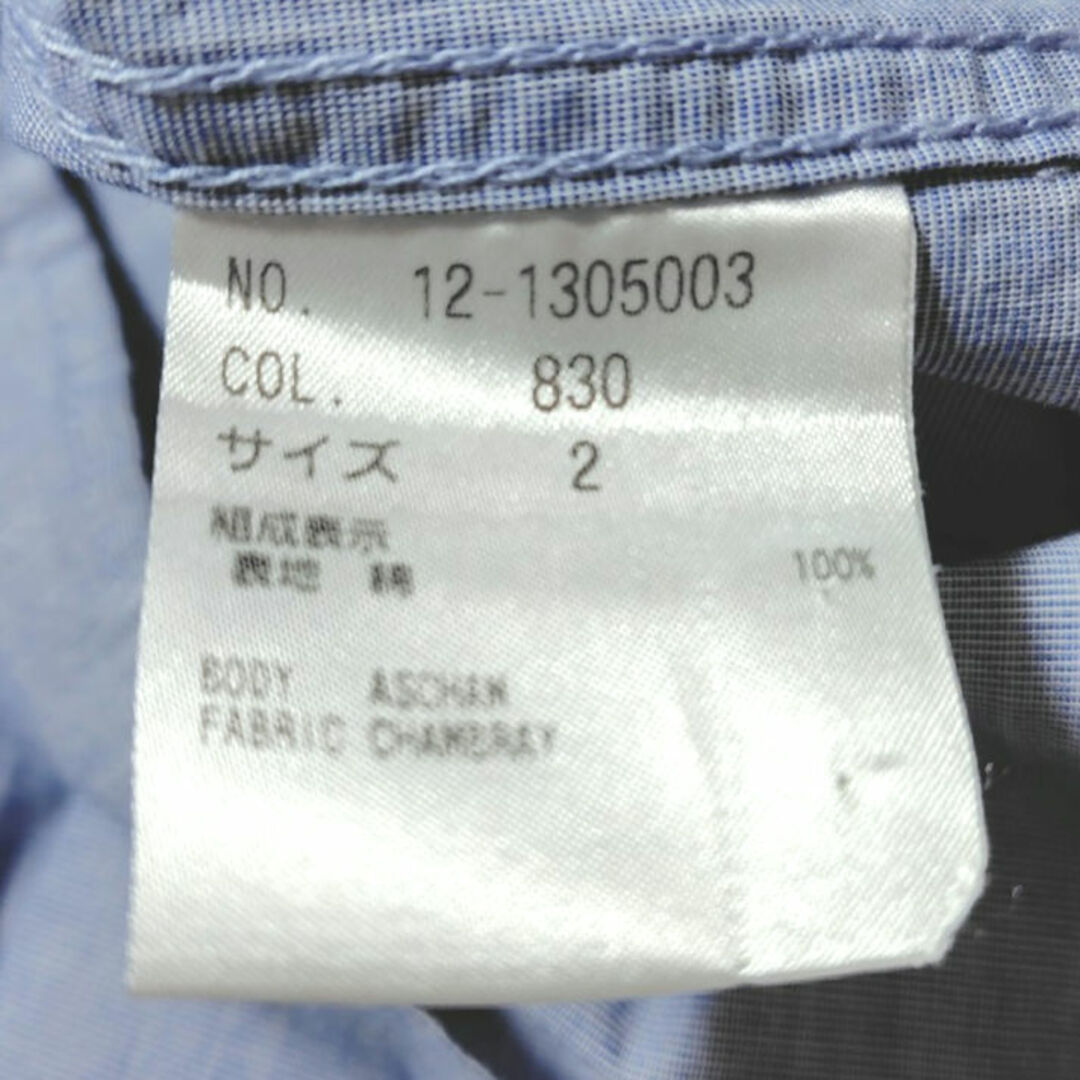 NO. 12-1305003
COL. 830
サイズ 2
組成表示
表地 綿 100%
BODY ASCHAM
FABRIC CHAMBRAY